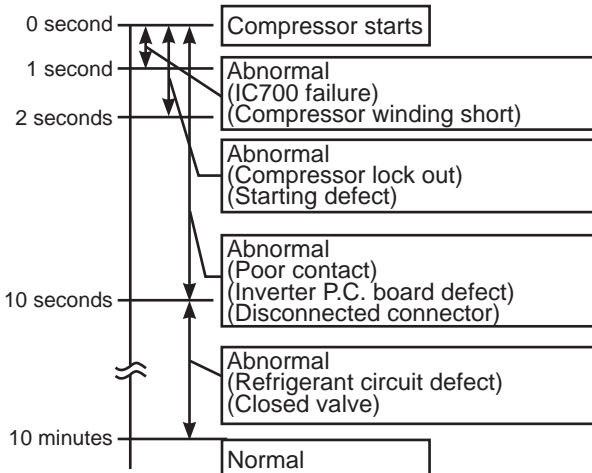 0 second
Compressor starts
1 second
Abnormal
(IC700 failure)
(Compressor winding short)
2 seconds
Abnormal
(Compressor lock out)
(Starting defect)
Abnormal
(Poor contact)
(Inverter P.C. board defect)
(Disconnected connector)
10 seconds
Abnormal
(Refrigerant circuit defect)
(Closed valve)
10 minutes
Normal